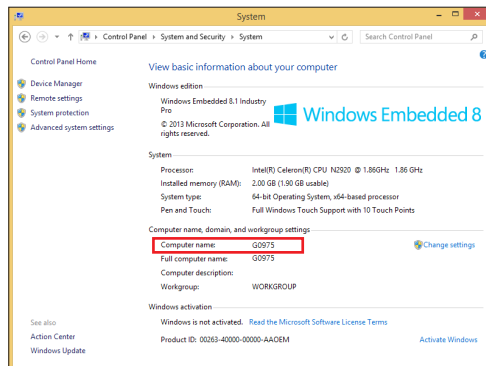 System
Control Panel › System and Security › System
Search Control Panel
Control Panel Home
Device Manager
Remote settings
System protection
Advanced system settings
View basic information about your computer
Windows edition
Windows Embedded 8.1 Industry
Pro
© 2013 Microsoft Corporation. All
rights reserved.
Windows Embedded 8
System
Processor: Intel(R) Celeron(R) CPU N2920 @ 1.86GHz 1.86 GHz
Installed memory (RAM): 2.00 GB (1.90 GB usable)
System type: 64-bit Operating System, x64-based processor
Pen and Touch: Full Windows Touch Support with 10 Touch Points
Computer name, domain, and workgroup settings
Computer name: G0975
Change settings
Full computer name: G0975
Computer description:
Workgroup: WORKGROUP
Windows activation
Windows is not activated. Read the Microsoft Software License Terms
Product ID: 00263-40000-00000-AAOEM
Activate Windows
See also
Action Center
Windows Update